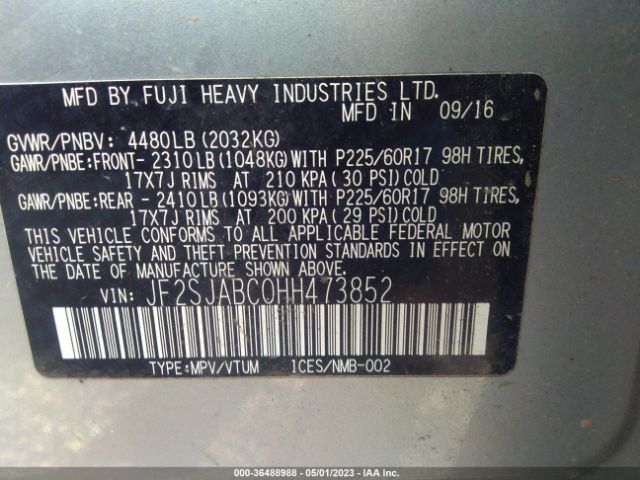 MFD BY FUJI HEAVY INDUSTRIES LTD.
MFD IN 09/16
GVWR/PNBV: 4480LB(2032KG)
GAWR/PNBE:FRONT- 2310LB(1048KG)WITH P225/60R17 98H TIRES,
17X7J RIMS AT 210 KPA(30 PSI)COLD
GAWR/PNBE:REAR - 2410LB(1093KG)WITH P225/60R17 98H TIRES,
17X7J RIMS AT 200 KPA(29 PSI)COLD
THIS VEHICLE CONFORMS TO ALL APPLICABLE FEDERAL MOTOR
VEHICLE SAFETY AND THEFT PREVENTION STANDARDS IN EFFECT ON
THE DATE OF MANUFACTURE SHOWN ABOVE.
VIN: JF2SJABC0HH473852
TYPE:MPV/VTUM ICES/NMB-002
000-36488988 - 05/01/2023 - IAA Inc.